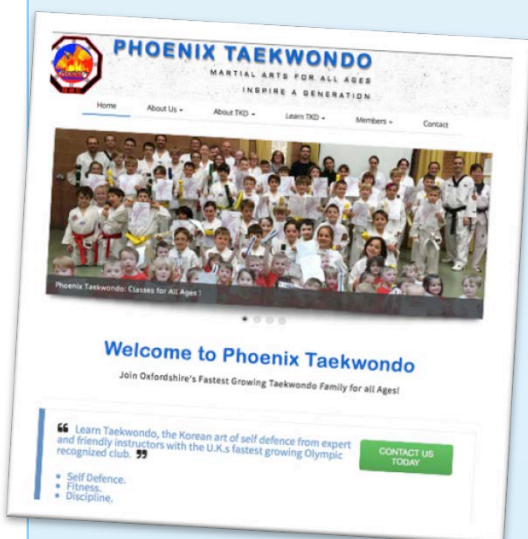 PHOENIX TAEKWONDO
MARTIAL ARTS FOR ALL AGES
INSPIRE A GENERATION
Home About Us About TKD Learn TKD Members Contact
Phoenix Taekwondo: Classes for All Ages !
Welcome to Phoenix Taekwondo
Join Oxfordshire's Fastest Growing Taekwondo Family for all Ages!
❝ Learn Taekwondo, the Korean art of self defence from expert
and friendly instructors with the U.K.s fastest growing Olympic
recognized club. ❞
• Self Defence.
• Fitness.
• Discipline.
CONTACT US
TODAY